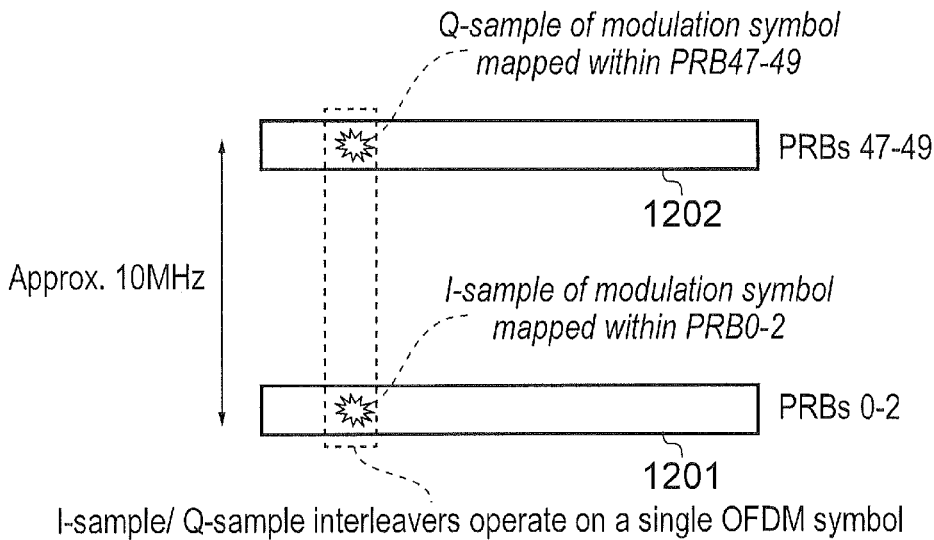 Q-sample of modulation symbol
mapped within PRB47-49
PRBs 47-49
1202
Approx. 10MHz
I-sample of modulation symbol
mapped within PRB0-2
PRBs 0-2
1201
I-sample/ Q-sample interleavers operate on a single OFDM symbol